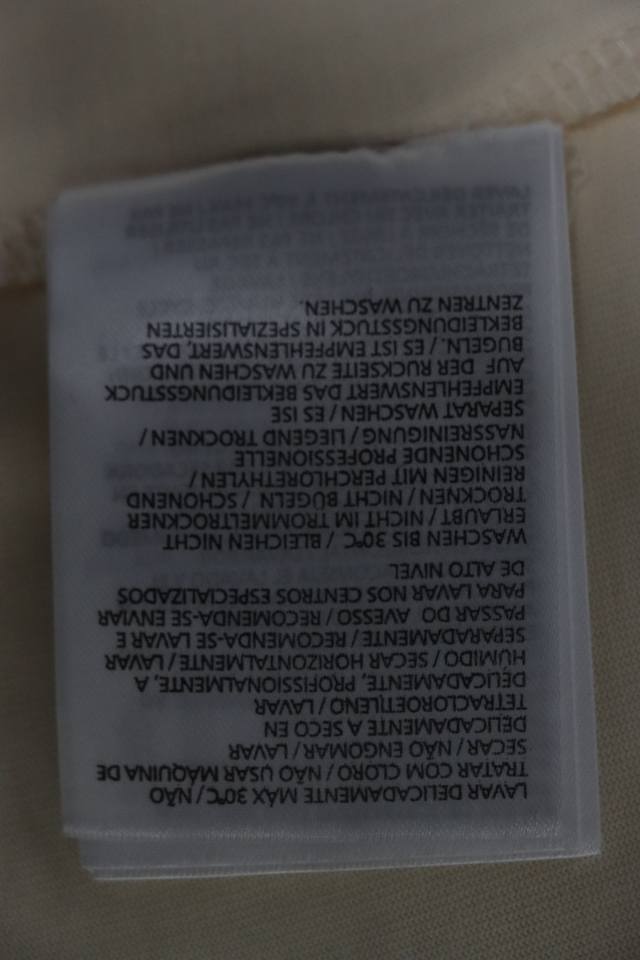 LAVAR DELICADAMENTE MÁX 30°C / NÃO
TRATAR COM CLORO / NÃO USAR MÁQUINA DE
SECAR / NÃO ENGOMAR / LAVAR
DELICADAMENTE A SECO EN
TETRACLOROETILENO / LAVAR
DÉLICADAMENTE, PROFISSIONALMENTE, A
HÚMIDO / SECAR HORIZONTALMENTE / LAVAR
SEPARADAMENTE / RECOMENDA-SE LAVAR E
PASSAR DO AVESSO / RECOMENDA-SE ENVIAR
PARA LAVAR NOS CENTROS ESPECIALIZADOS
DE ALTO NIVEL.
WASCHEN BIS 30°C / BLEICHEN NICHT
ERLAUBT / NICHT IM TROMMELTROCKNER
TROCKNEN / NICHT BÜGELN / SCHONEND
REINIGEN MIT PERCHLORETHYLEN /
SCHONENDE PROFESSIONELLE
NASSREINIGUNG / LIEGEND TROCKNEN /
SEPARAT WASCHEN / ES ISE
EMPFEHLENSWERT DAS BEKLEIDUNGSSTUCK
AUF DER RUCKSEITE ZU WASCHEN UND
BUGELN. / ES IST EMPFEHLENSWERT, DAS
BEKLEIDUNGSSTUCK IN SPEZIALISIERTEN
ZENTREN ZU WASCHEN.